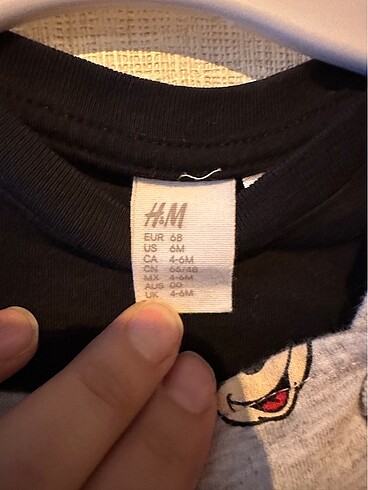 H&M
EUR 68
US 6M
CA 4-6M
CN 66/48
MX 4-6M
AUS 00
UK 4-6M